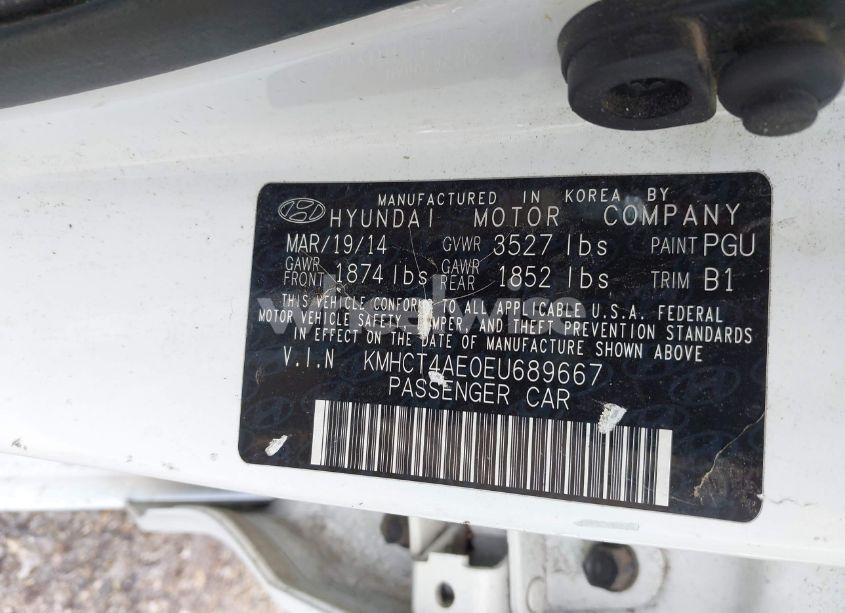 MANUFACTURED IN KOREA BY
HYUNDAI MOTOR COMPANY
MAR/19/14 GVWR 3527 lbs PAINT PGU
GAWR FRONT 1874 lbs GAWR REAR 1852 lbs TRIM B1
THIS VEHICLE CONFORMS TO ALL APPLICABLE U.S.A. FEDERAL
MOTOR VEHICLE SAFETY, BUMPER, AND THEFT PREVENTION STANDARDS
IN EFFECT ON THE DATE OF MANUFACTURE SHOWN ABOVE.
V.I.N KMHCT4AE0EU689667
PASSENGER CAR